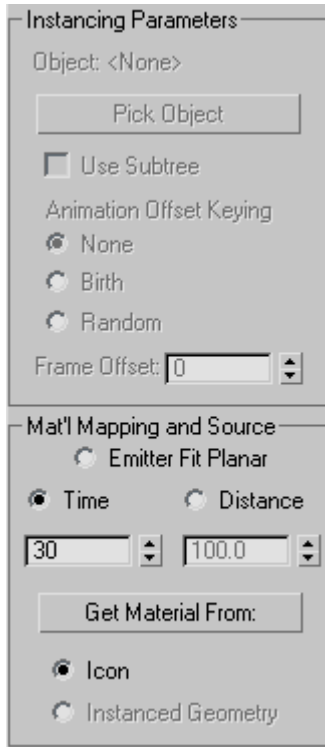 Instancing Parameters
Object: <None>
Pick Object
Use Subtree
Animation Offset Keying
None
Birth
Random
Frame Offset: 0
Mat'l Mapping and Source
Emitter Fit Planar
Time Distance
30 100.0
Get Material From:
Icon
Instanced Geometry